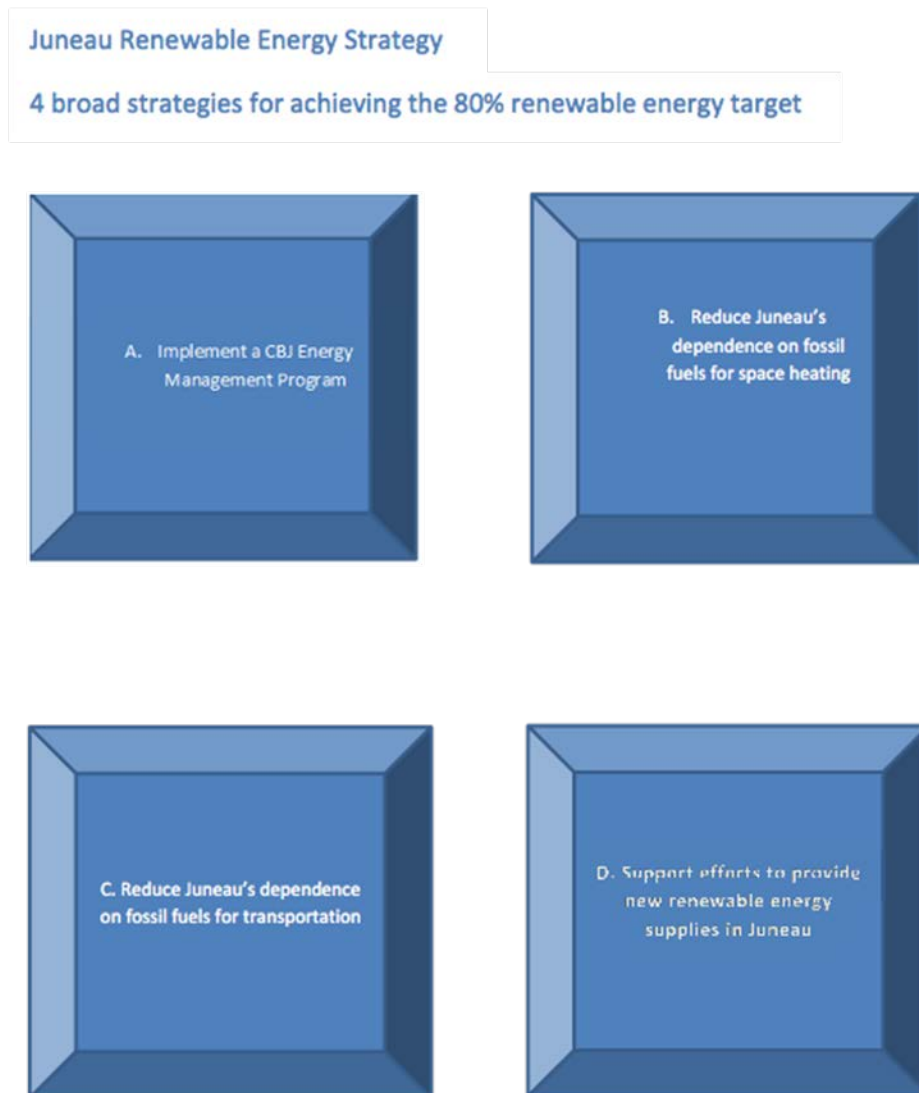 Juneau Renewable Energy Strategy
4 broad strategies for achieving the 80% renewable energy target
A. Implement a CBJ Energy
Management Program
B. Reduce Juneau's
dependence on fossil
fuels for space heating
C. Reduce Juneau's dependence
on fossil fuels for transportation
D. Support efforts to provide
new renewable energy
supplies in Juneau